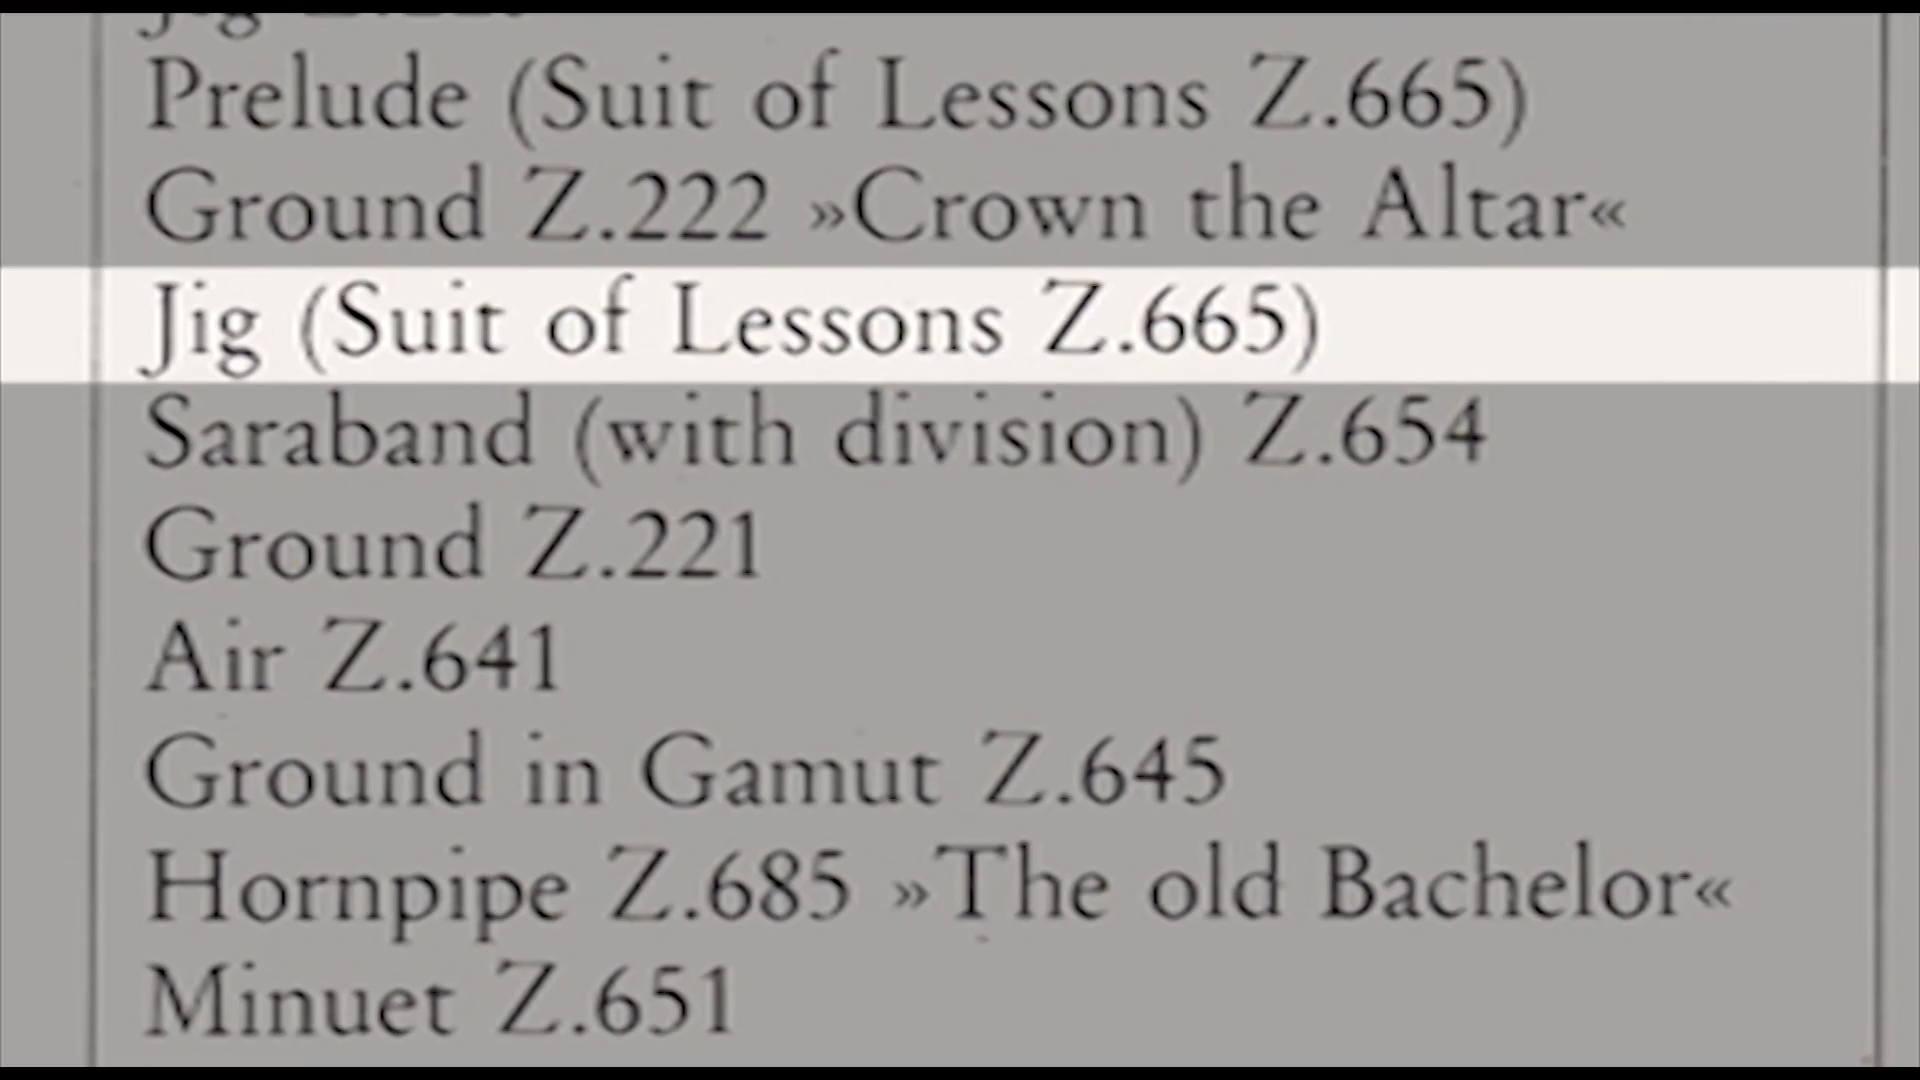 Prelude (Suit of Lessons Z.665)
Ground Z.222 »Crown the Altar«
Jig (Suit of Lessons Z.665)
Saraband (with division) Z.654
Ground Z.221
Air Z.641
Ground in Gamut Z.645
Hornpipe Z.685 »The old Bachelor«
Minuet Z.651